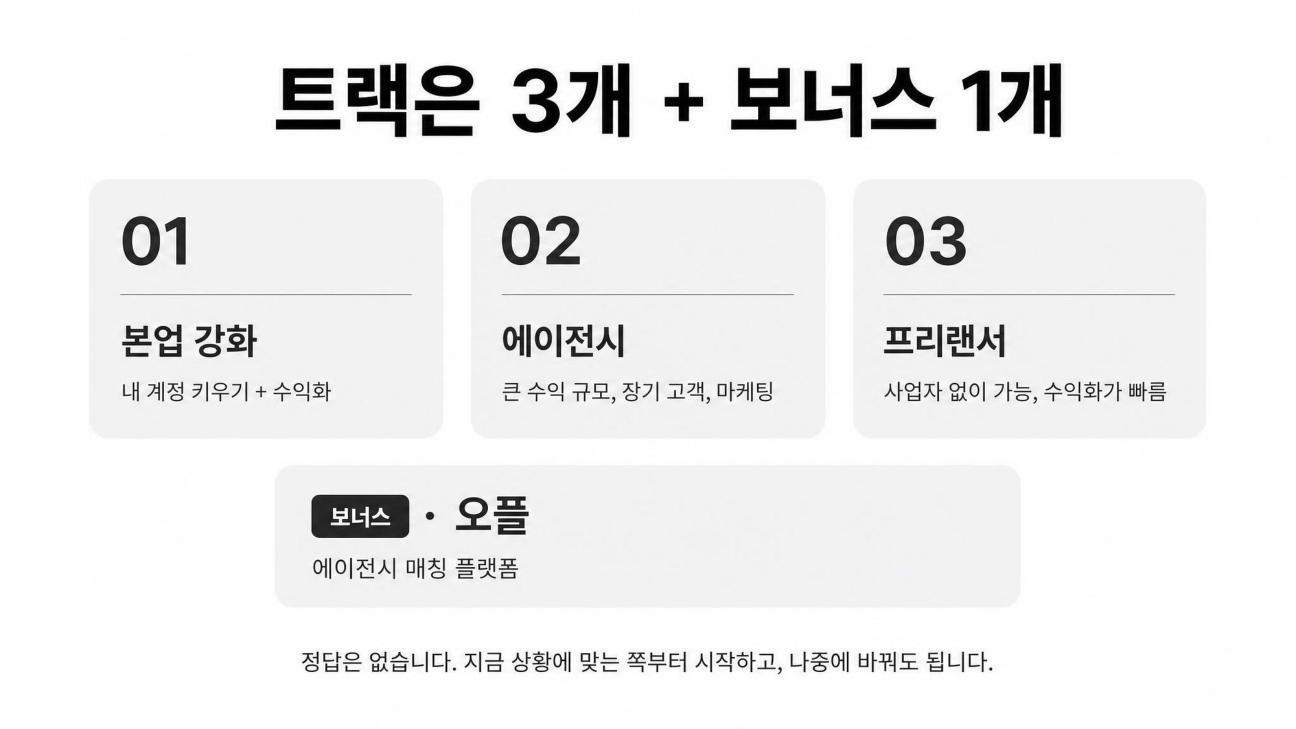 트랙은 3개 + 보너스 1개
01
본업 강화
내 계정 키우기 + 수익화
02
에이전시
큰 수익 규모, 장기 고객, 마케팅
03
프리랜서
사업자 없이 가능, 수익화가 빠름
보너스 · 오플
에이전시 매칭 플랫폼
정답은 없습니다. 지금 상황에 맞는 쪽부터 시작하고, 나중에 바꿔도 됩니다.